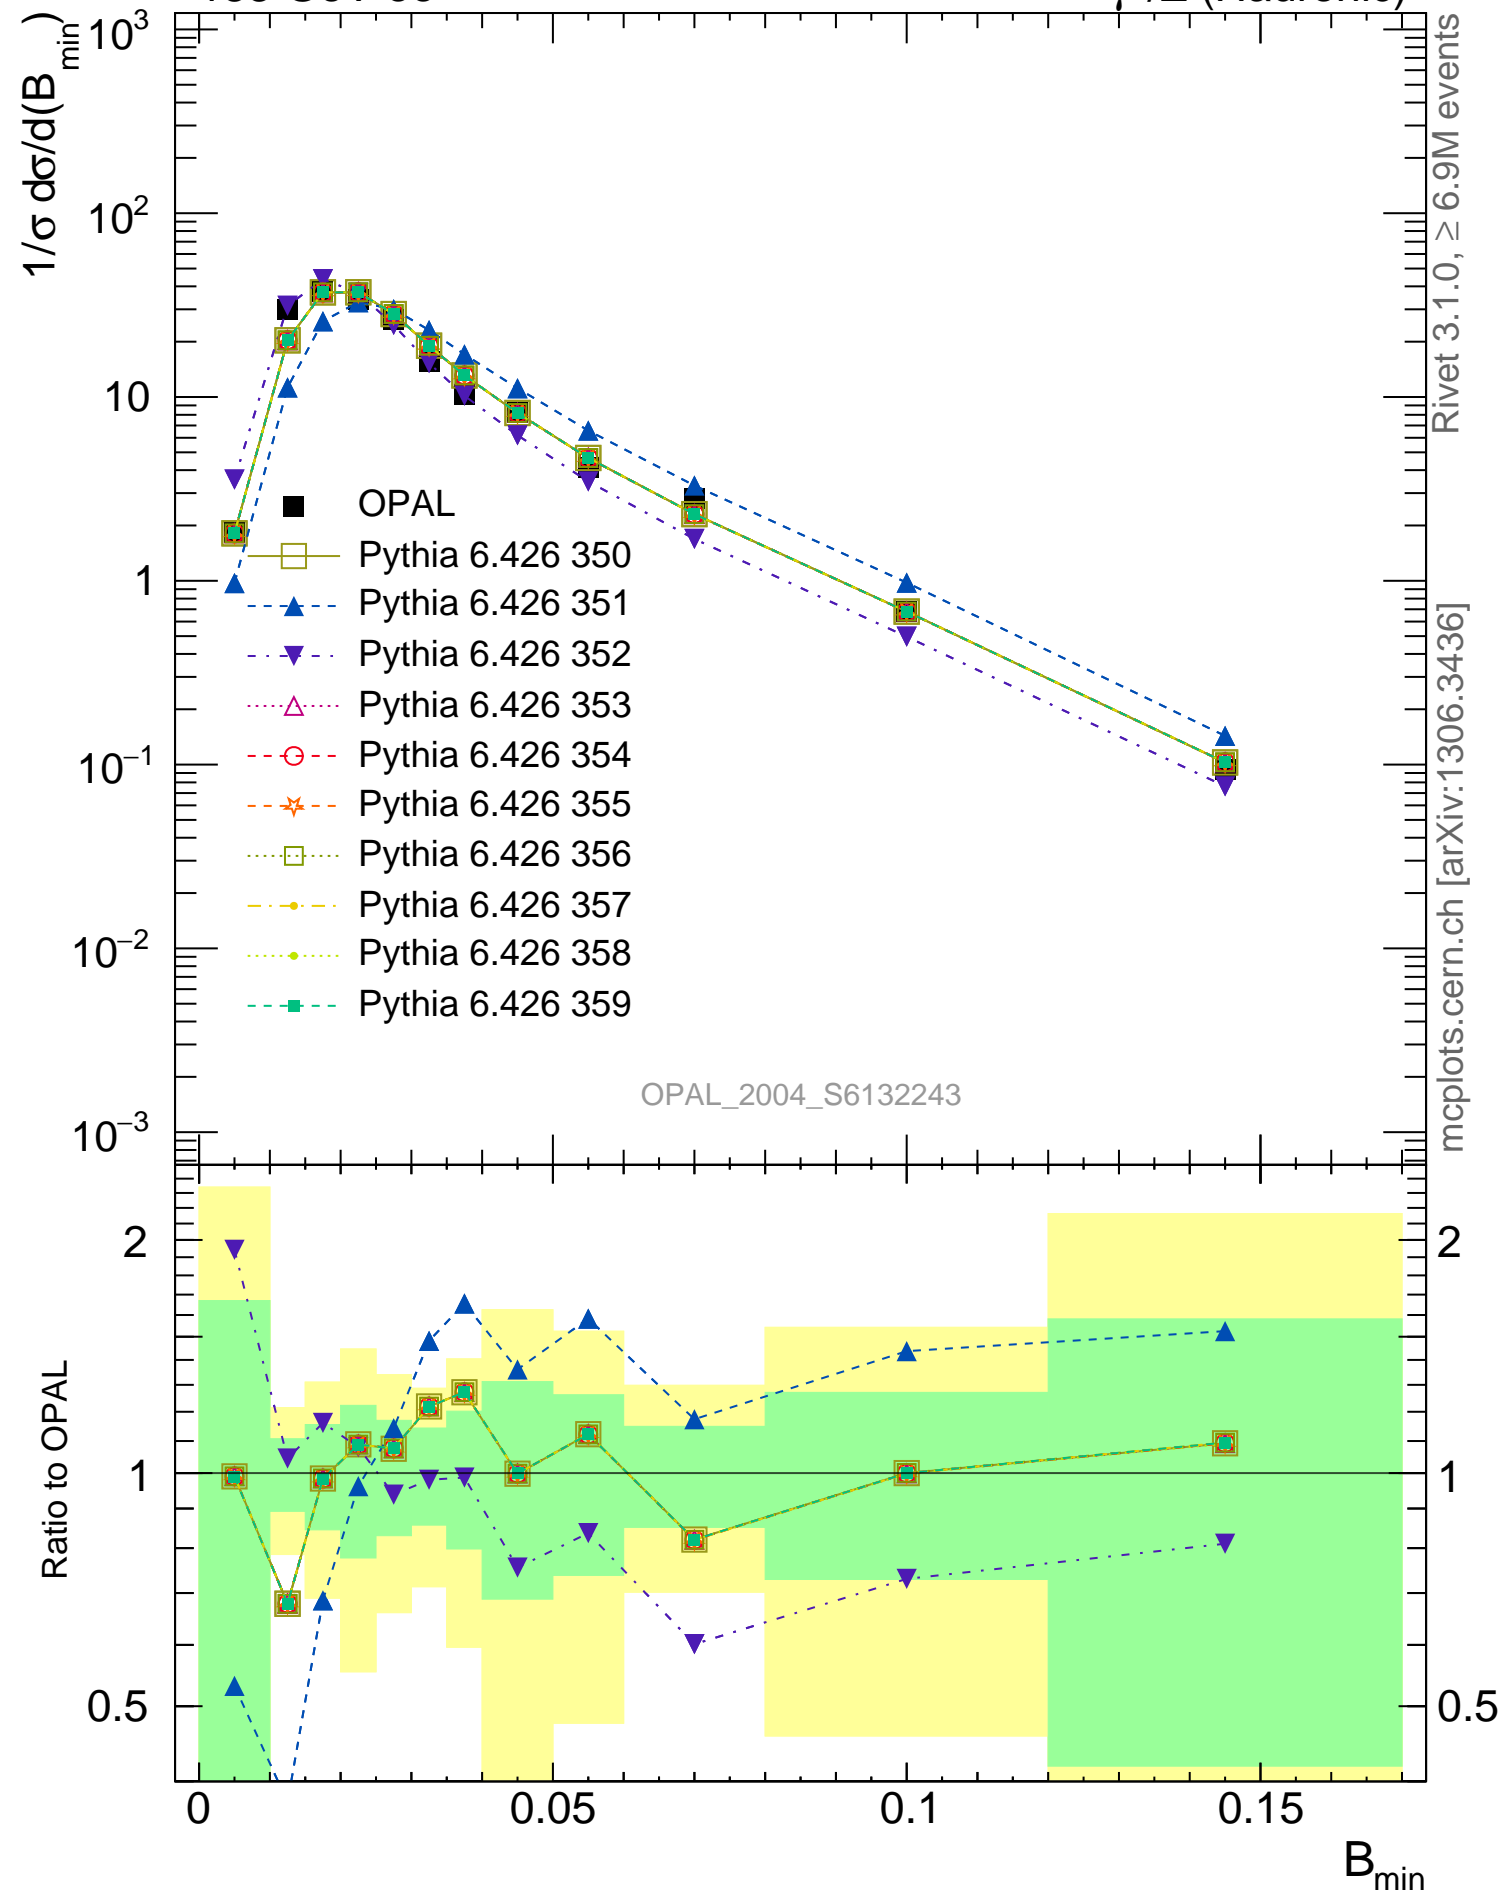 1/σ dσ/d(B_min)
10³
10²
10
1
10⁻¹
10⁻²
10⁻³
OPAL
Pythia 6.426 350
Pythia 6.426 351
Pythia 6.426 352
Pythia 6.426 353
Pythia 6.426 354
Pythia 6.426 355
Pythia 6.426 356
Pythia 6.426 357
Pythia 6.426 358
Pythia 6.426 359
OPAL_2004_S6132243
Rivet 3.1.0, ≥ 6.9M events
mcplots.cern.ch [arXiv:1306.3436]
Ratio to OPAL
2 2
1 1
0.5 0.5
0 0.05 0.1 0.15
B_min